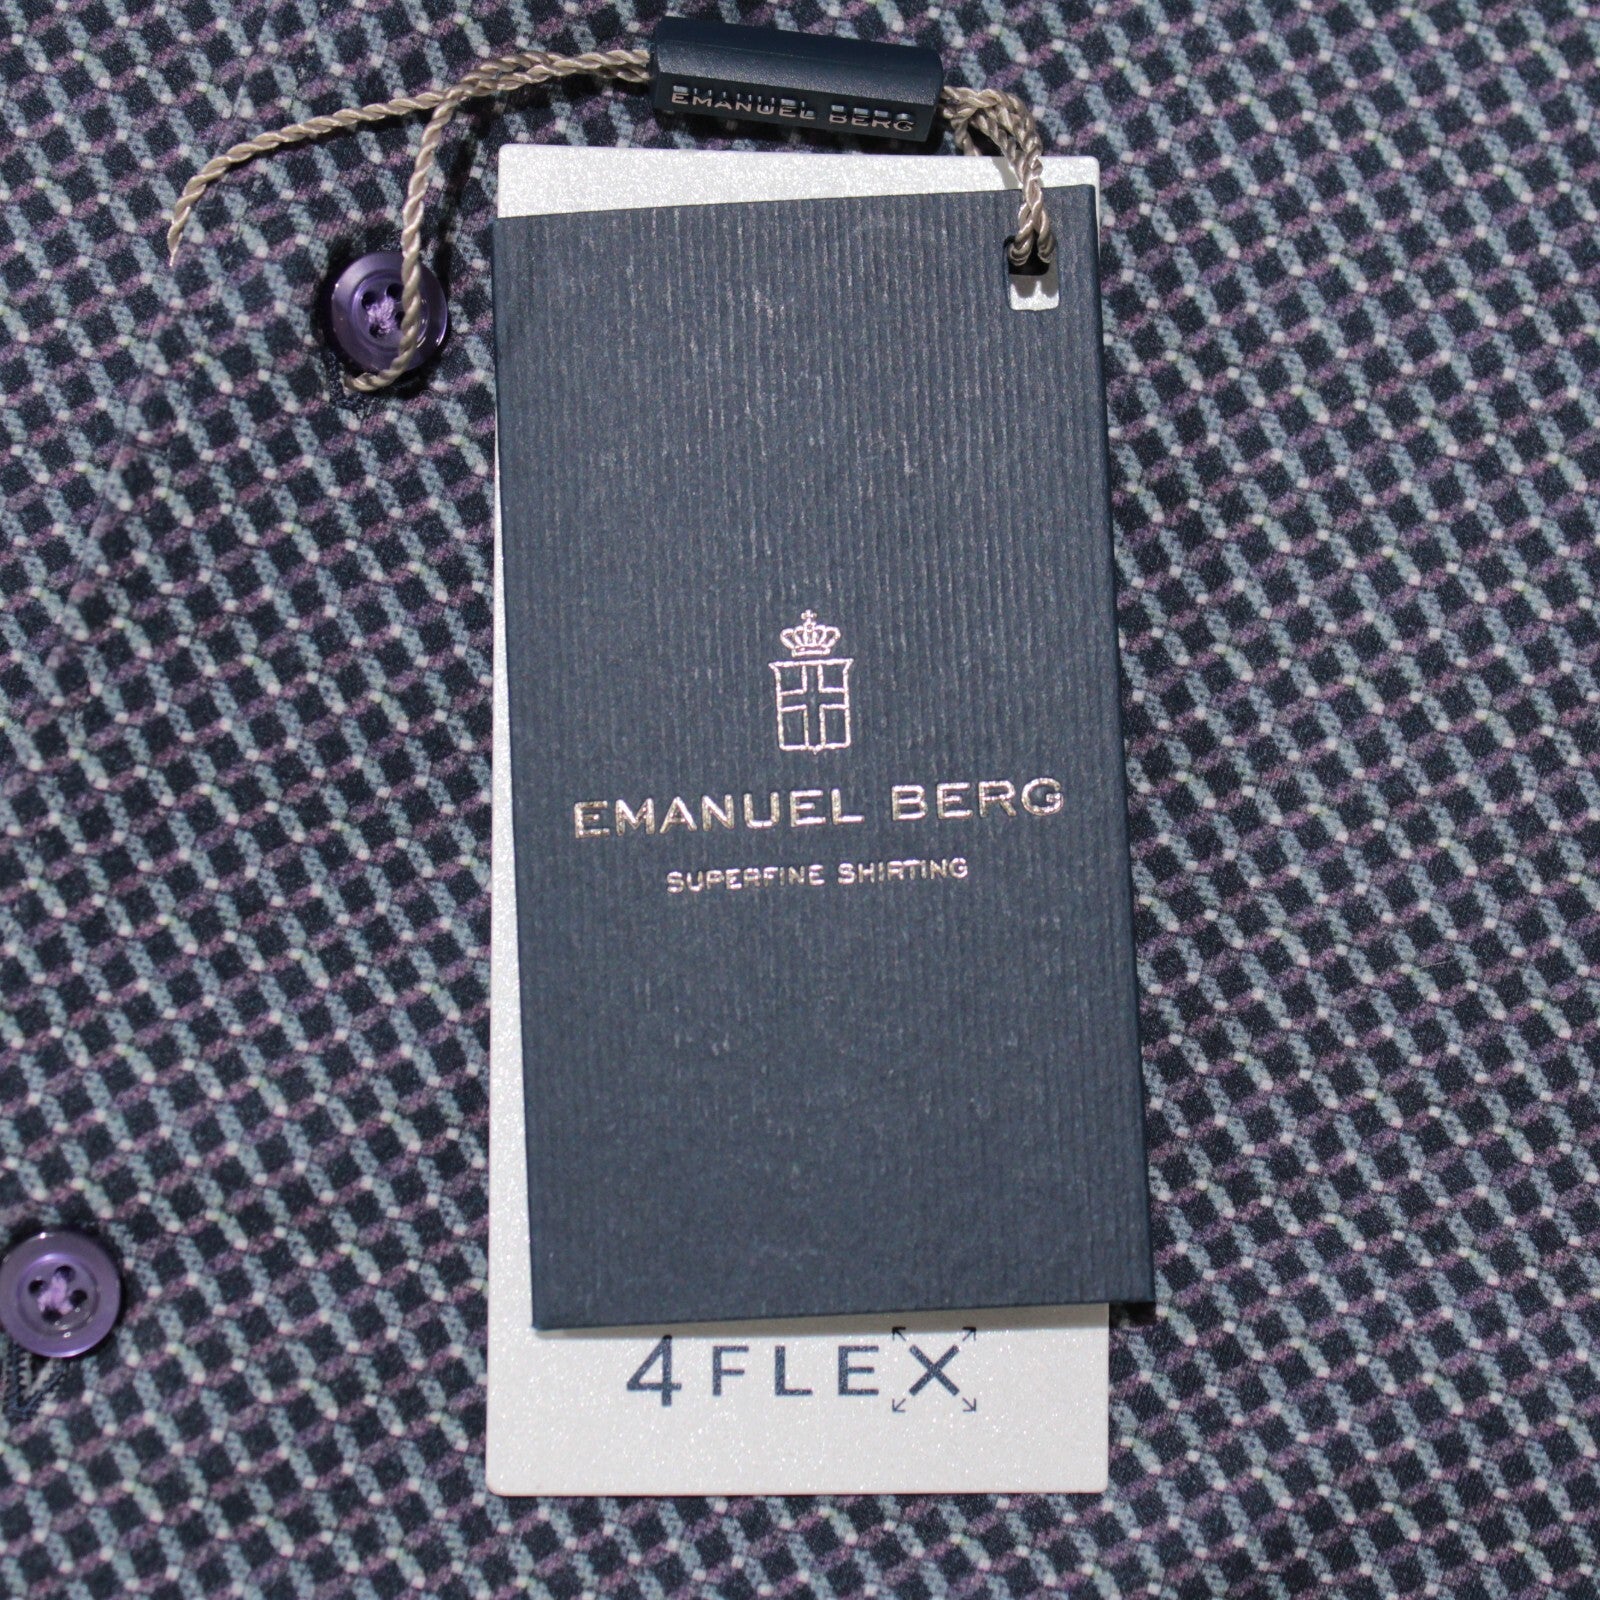 EMANUEL BERG
EMANUEL BERG
SUPERFINE SHIRTING
4FLEX